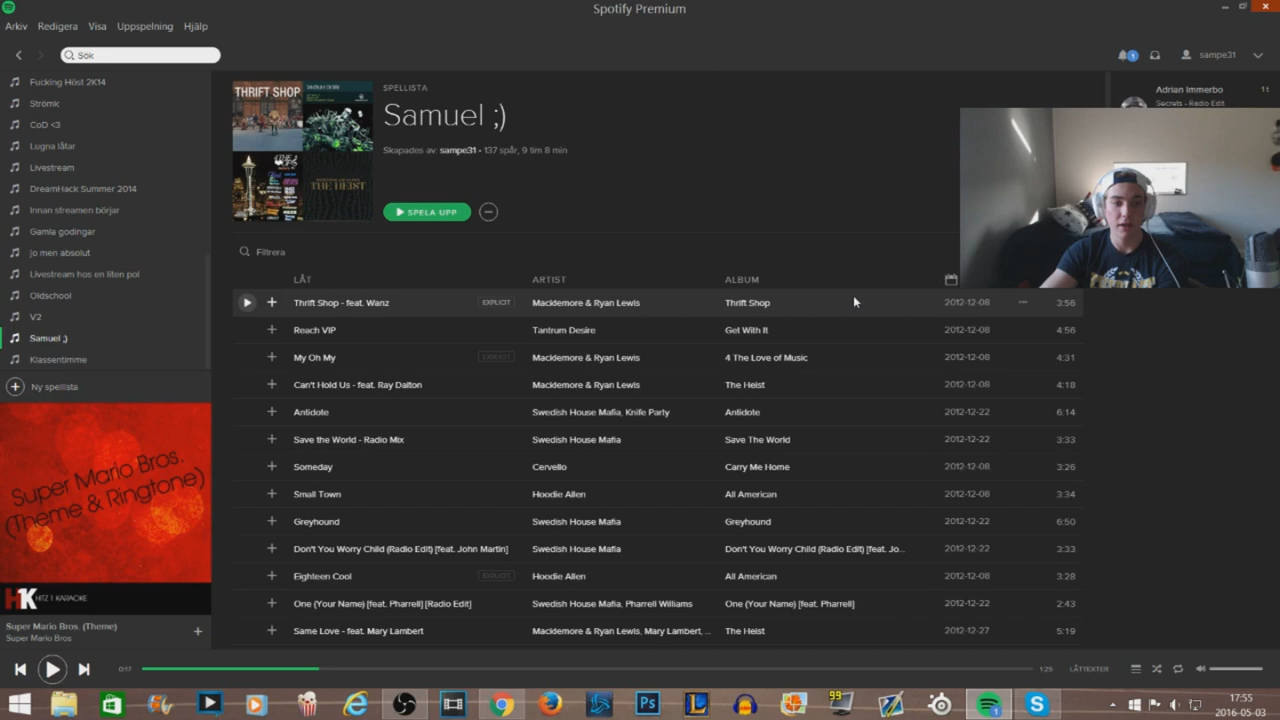 Spotify Premium
Arkiv Redigera Visa Uppspelning Hjälp
Sök
1
sampe31
Fucking Höst 2K14
Strömk
CoD <3
Lugna låtar
Livestream
DreamHack Summer 2014
Innan streamen börjar
Gamla godingar
jo men absolut
Livestream hos en liten pol
Oldschool
V2
Samuel ;)
Klassentimme
Ny spellista
Super Mario Bros.
(Theme & Ringtone)
HK HITZ | KARAOKE
Super Mario Bros. (Theme)
Super Mario Bros
THRIFT SHOP
THE HEIST
SPELLISTA
Samuel ;)
Skapades av: sampe31 • 137 spår, 9 tim 8 min
SPELA UPP
Adrian Immerbo
Secrets - Radio Edit
Filtrera
LÅT ARTIST ALBUM
Thrift Shop - feat. Wanz EXPLICIT Macklemore & Ryan Lewis Thrift Shop 2012-12-08 3:56
Reach VIP Tantrum Desire Get With It 2012-12-08 4:56
My Oh My EXPLICIT Macklemore & Ryan Lewis 4 The Love of Music 2012-12-08 4:31
Can't Hold Us - feat. Ray Dalton Macklemore & Ryan Lewis The Heist 2012-12-08 4:18
Antidote Swedish House Mafia, Knife Party Antidote 2012-12-22 6:14
Save the World - Radio Mix Swedish House Mafia Save The World 2012-12-22 3:33
Someday Cervello Carry Me Home 2012-12-08 3:26
Small Town Hoodie Allen All American 2012-12-08 3:34
Greyhound Swedish House Mafia Greyhound 2012-12-22 6:50
Don't You Worry Child (Radio Edit) [feat. John Martin] Swedish House Mafia Don't You Worry Child (Radio Edit) [feat. Jo... 2012-12-22 3:33
Eighteen Cool EXPLICIT Hoodie Allen All American 2012-12-08 3:28
One (Your Name) [feat. Pharrell] [Radio Edit] Swedish House Mafia, Pharrell Williams One (Your Name) [feat. Pharrell] 2012-12-22 2:43
Same Love - feat. Mary Lambert Macklemore & Ryan Lewis, Mary Lambert, ... The Heist 2012-12-27 5:19
0:17 1:25 LÅTTEXTER
Ps L 99 1 S
17:55
2016-05-03